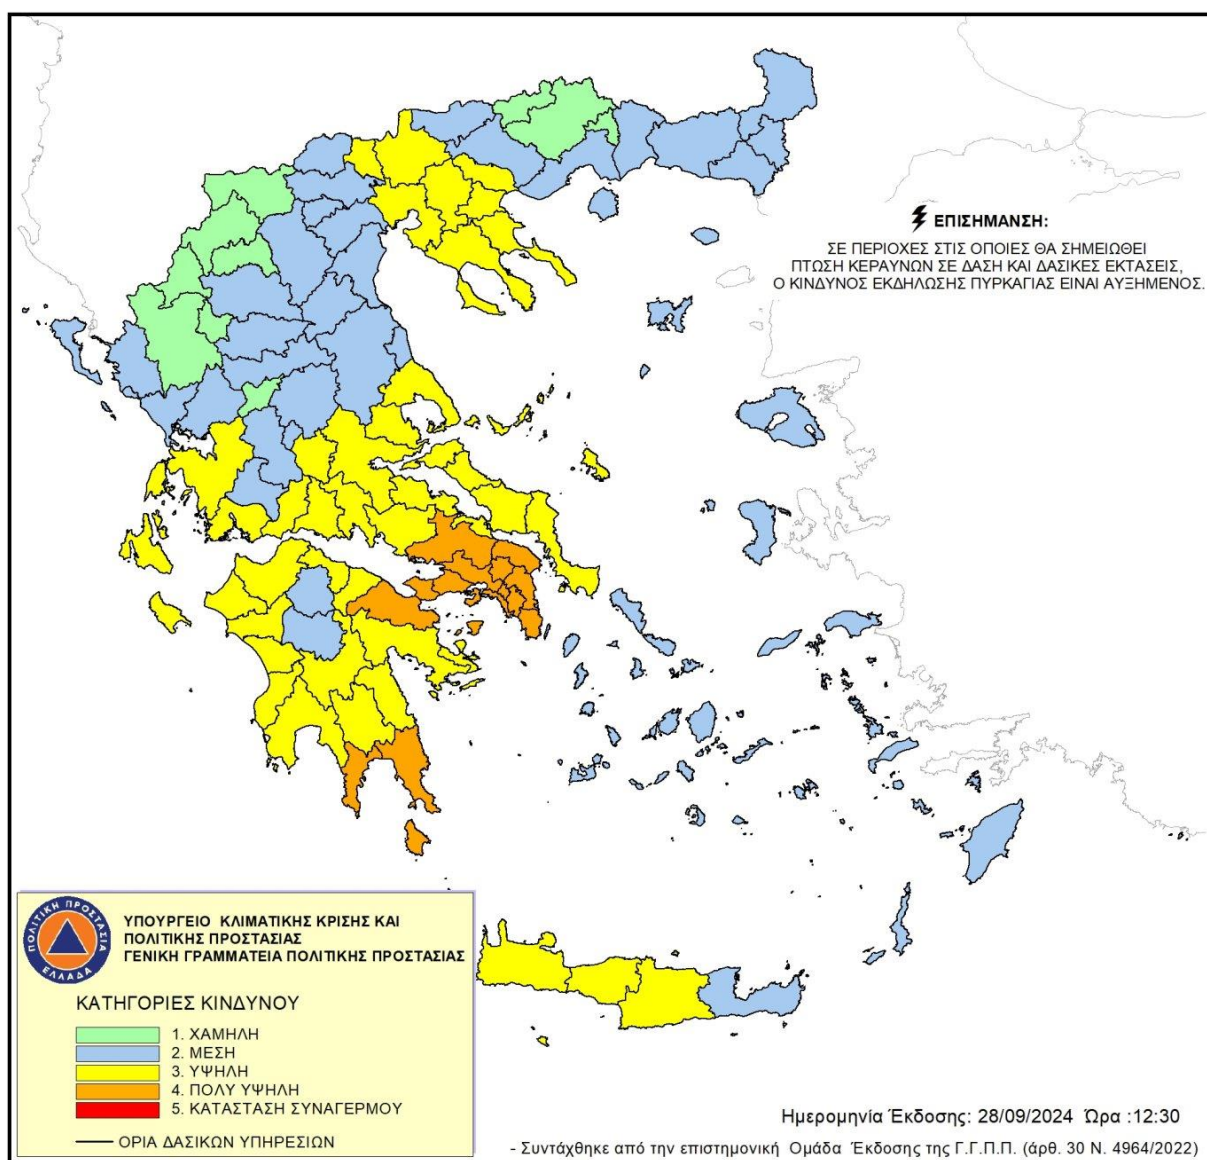 ΕΠΙΣΗΜΑΝΣΗ:
ΣΕ ΠΕΡΙΟΧΕΣ ΣΤΙΣ ΟΠΟΙΕΣ ΘΑ ΣΗΜΕΙΩΘΕΙ
ΠΤΩΣΗ ΚΕΡΑΥΝΩΝ ΣΕ ΔΑΣΗ ΚΑΙ ΔΑΣΙΚΕΣ ΕΚΤΑΣΕΙΣ,
Ο ΚΙΝΔΥΝΟΣ ΕΚΔΗΛΩΣΗΣ ΠΥΡΚΑΓΙΑΣ ΕΙΝΑΙ ΑΥΞΗΜΕΝΟΣ.
ΠΟΛΙΤΙΚΗ ΠΡΟΣΤΑΣΙΑ
ΕΛΛΑΔΑ
ΥΠΟΥΡΓΕΙΟ ΚΛΙΜΑΤΙΚΗΣ ΚΡΙΣΗΣ ΚΑΙ
ΠΟΛΙΤΙΚΗΣ ΠΡΟΣΤΑΣΙΑΣ
ΓΕΝΙΚΗ ΓΡΑΜΜΑΤΕΙΑ ΠΟΛΙΤΙΚΗΣ ΠΡΟΣΤΑΣΙΑΣ
ΚΑΤΗΓΟΡΙΕΣ ΚΙΝΔΥΝΟΥ
1. ΧΑΜΗΛΗ
2. ΜΕΣΗ
3. ΥΨΗΛΗ
4. ΠΟΛΥ ΥΨΗΛΗ
5. ΚΑΤΑΣΤΑΣΗ ΣΥΝΑΓΕΡΜΟΥ
ΟΡΙΑ ΔΑΣΙΚΩΝ ΥΠΗΡΕΣΙΩΝ
Ημερομηνία Έκδοσης: 28/09/2024 Ώρα :12:30
- Συντάχθηκε από την επιστημονική Ομάδα Έκδοσης της Γ.Γ.Π.Π. (άρθ. 30 Ν. 4964/2022)